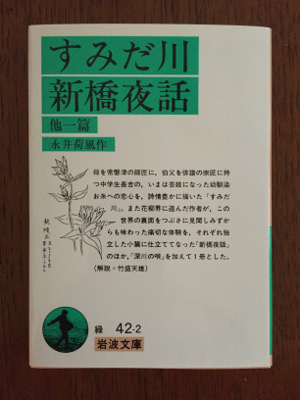 すみだ川
新橋夜話
他一篇
永井荷風作
母を常磐津の師匠に，伯父を俳諧の宗匠に持
つ中学生長吉の，いまは芸妓になった幼馴染
お糸への恋心を，詩情豊かに描いた「すみだ
川」．また花柳界に遊んだ作者が，この
世界の裏面をつぶさに見聞しみずか
らも味わった痛切な体験を，それぞれ独
立した小篇に仕立ててなった「新橋夜話」
のほか，「深川の唄」を加えて1冊とした．
（解説＝竹盛天雄）
緑 42-2
岩波文庫